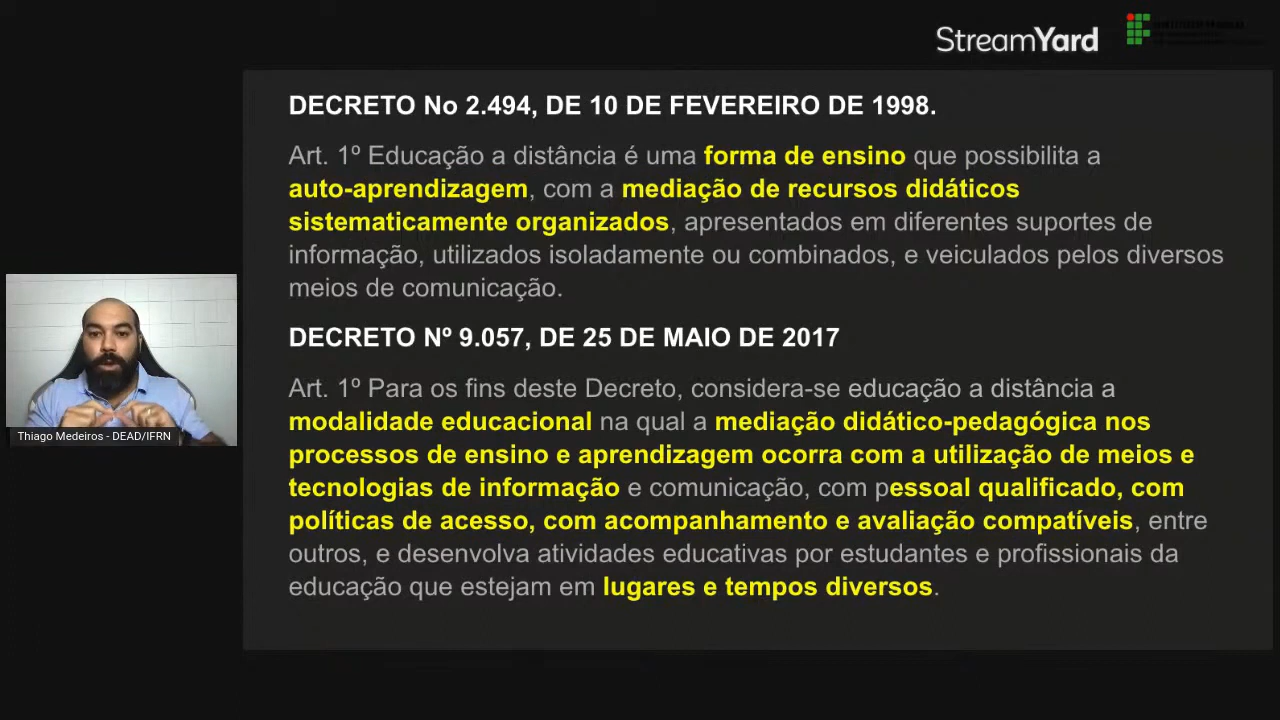 StreamYard
DECRETO No 2.494, DE 10 DE FEVEREIRO DE 1998.
Art. 1º Educação a distância é uma forma de ensino que possibilita a
auto-aprendizagem, com a mediação de recursos didáticos
sistematicamente organizados, apresentados em diferentes suportes de
informação, utilizados isoladamente ou combinados, e veiculados pelos diversos
meios de comunicação.
DECRETO Nº 9.057, DE 25 DE MAIO DE 2017
Art. 1º Para os fins deste Decreto, considera-se educação a distância a
modalidade educacional na qual a mediação didático-pedagógica nos
processos de ensino e aprendizagem ocorra com a utilização de meios e
tecnologias de informação e comunicação, com pessoal qualificado, com
políticas de acesso, com acompanhamento e avaliação compatíveis, entre
outros, e desenvolva atividades educativas por estudantes e profissionais da
educação que estejam em lugares e tempos diversos.
Thiago Medeiros - DEAD/IFRN